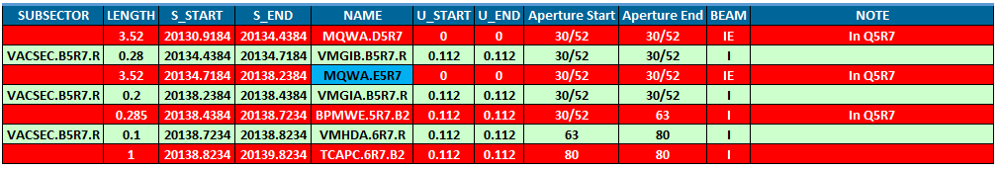 SUBSECTOR LENGTH S_START S_END NAME U_START U_END Aperture Start Aperture End BEAM NOTE
3.52 20130.9184 20134.4384 MQWA.D5R7 0 0 30/52 30/52 IE In Q5R7
VACSEC.B5R7.R 0.28 20134.4384 20134.7184 VMGIB.B5R7.R 0.112 0.112 30/52 30/52 I
3.52 20134.7184 20138.2384 MQWA.E5R7 0 0 30/52 30/52 IE In Q5R7
VACSEC.B5R7.R 0.2 20138.2384 20138.4384 VMGIA.B5R7.R 0.112 0.112 30/52 30/52 I
0.285 20138.4384 20138.7234 BPMWE.5R7.B2 0.112 0.112 30/52 63 I In Q5R7
VACSEC.B5R7.R 0.1 20138.7234 20138.8234 VMHDA.6R7.R 0.112 0.112 63 80 I
1 20138.8234 20139.8234 TCAPC.6R7.B2 0.112 0.112 80 80 I